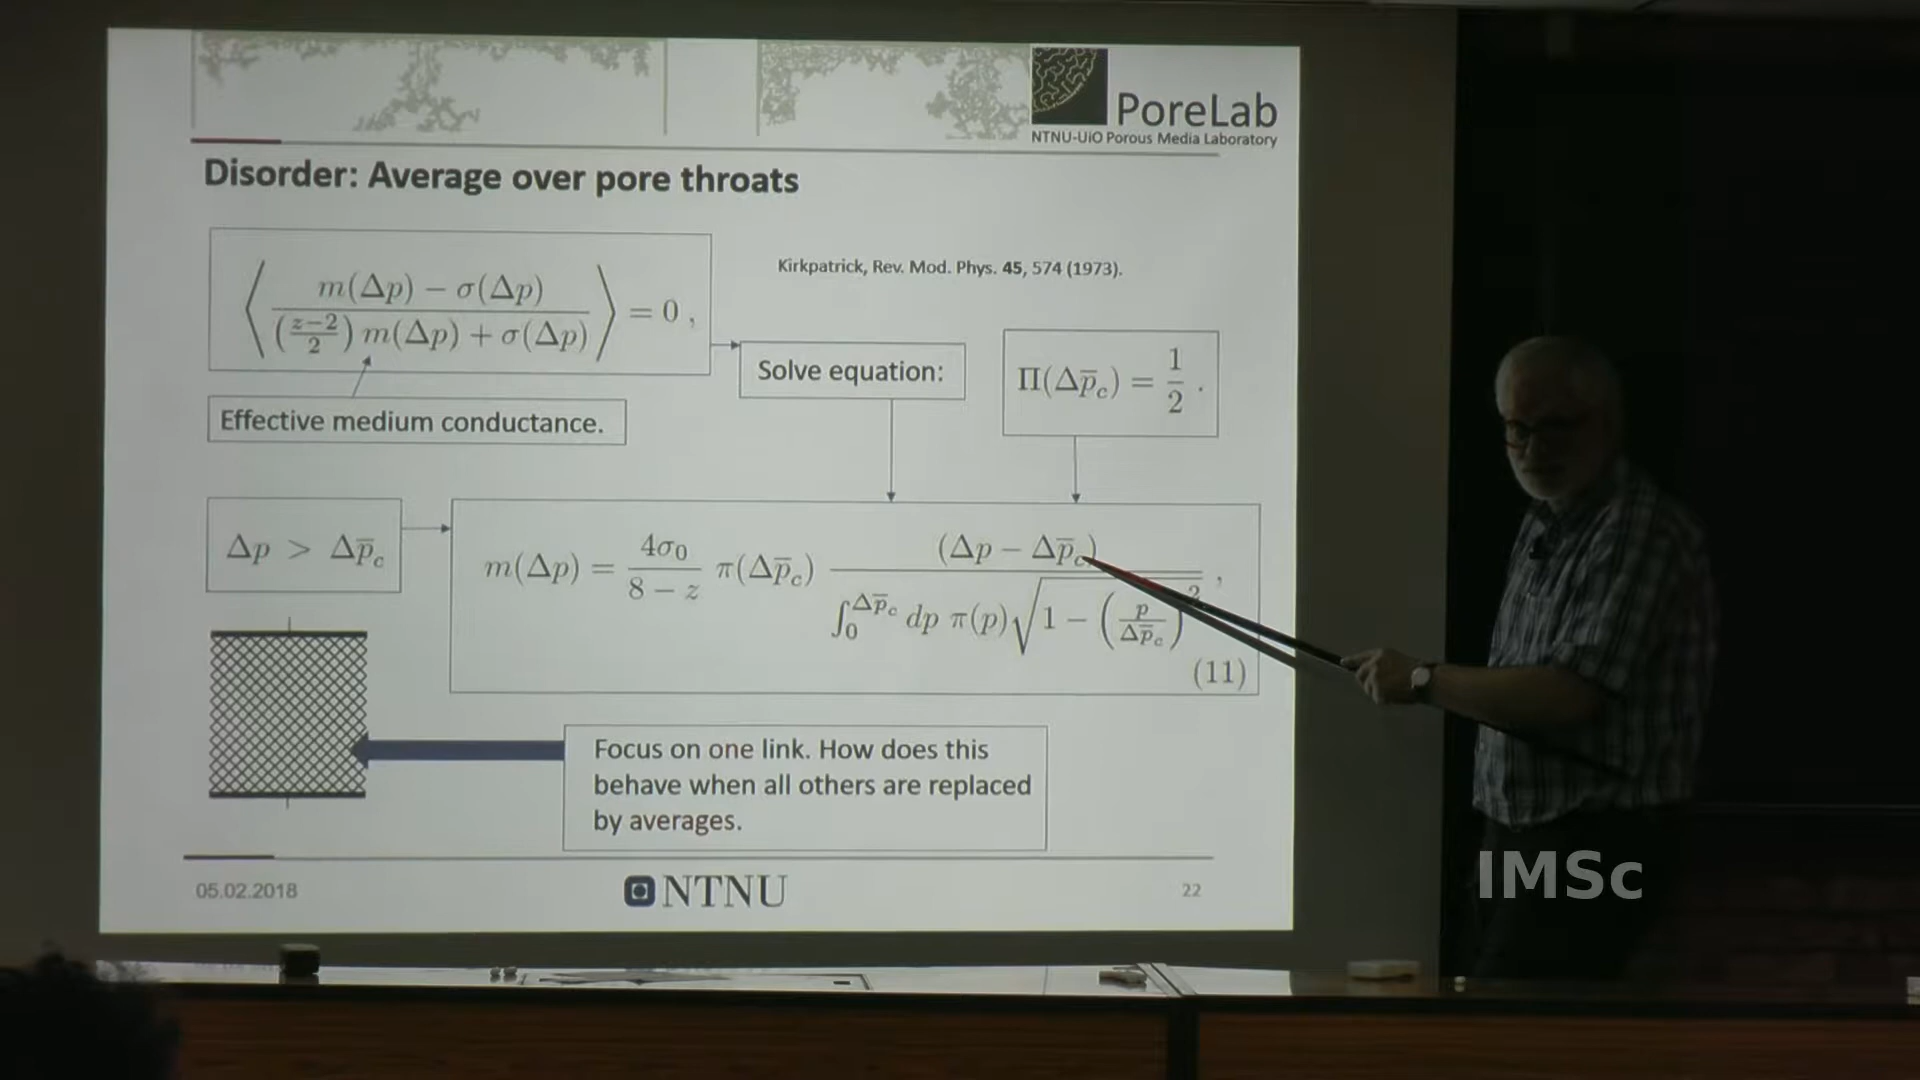 PoreLab
NTNU-UiO Porous Media Laboratory
Disorder: Average over pore throats
⟨ (m(Δp) − σ(Δp)) / (((z−2)/2) m(Δp) + σ(Δp)) ⟩ = 0 ,
Kirkpatrick, Rev. Mod. Phys. 45, 574 (1973).
Solve equation:
Π(Δp̄_c) = 1/2 .
Effective medium conductance.
Δp > Δp̄_c
m(Δp) = 4σ₀/(8 − z) π(Δp̄_c) (Δp − Δp̄_c) / ∫₀^{Δp̄_c} dp π(p) √(1 − (p/Δp̄_c)²) ,
(11)
Focus on one link. How does this
behave when all others are replaced
by averages.
05.02.2018
NTNU
22
IMSc